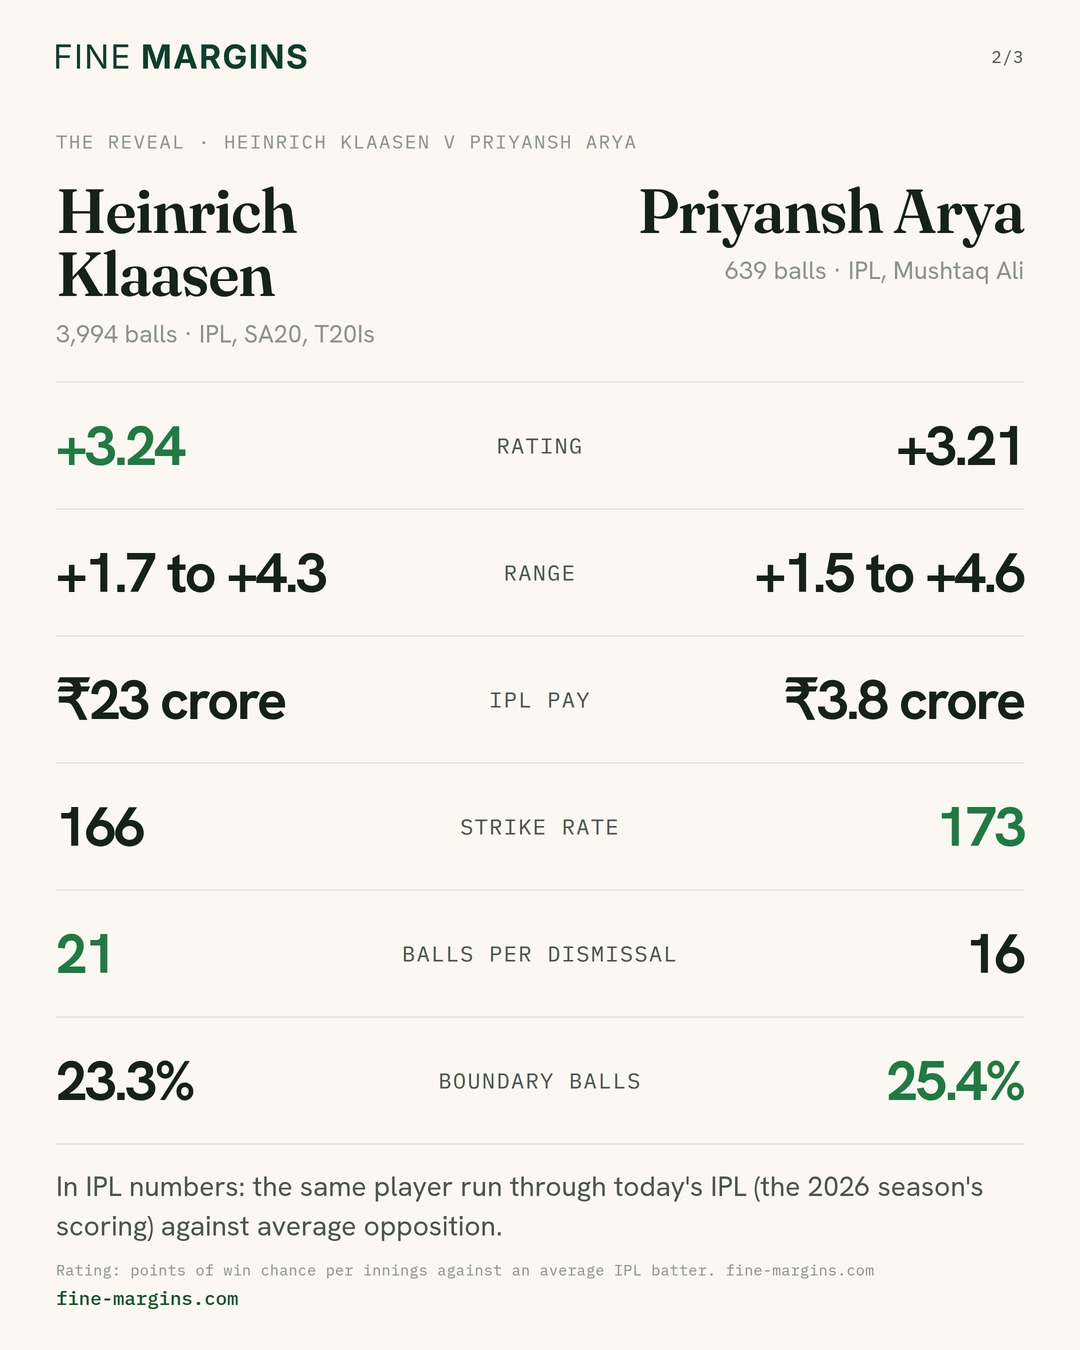 FINE MARGINS
2/3
THE REVEAL · HEINRICH KLAASEN V PRIYANSH ARYA
Heinrich
Klaasen
3,994 balls · IPL, SA20, T20Is
Priyansh Arya
639 balls · IPL, Mushtaq Ali
+3.24 RATING +3.21
+1.7 to +4.3 RANGE +1.5 to +4.6
₹23 crore IPL PAY ₹3.8 crore
166 STRIKE RATE 173
21 BALLS PER DISMISSAL 16
23.3% BOUNDARY BALLS 25.4%
In IPL numbers: the same player run through today's IPL (the 2026 season's
scoring) against average opposition.
Rating: points of win chance per innings against an average IPL batter. fine-margins.com
fine-margins.com